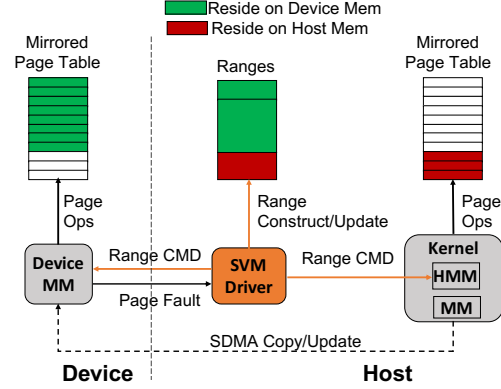 Reside on Device Mem
Reside on Host Mem
Mirrored
Page Table
Ranges
Mirrored
Page Table
Page
Ops
Range
Construct/Update
Page
Ops
Device
MM
Range CMD
Page Fault
SVM
Driver
Range CMD
Kernel
HMM
MM
SDMA Copy/Update
Device
Host